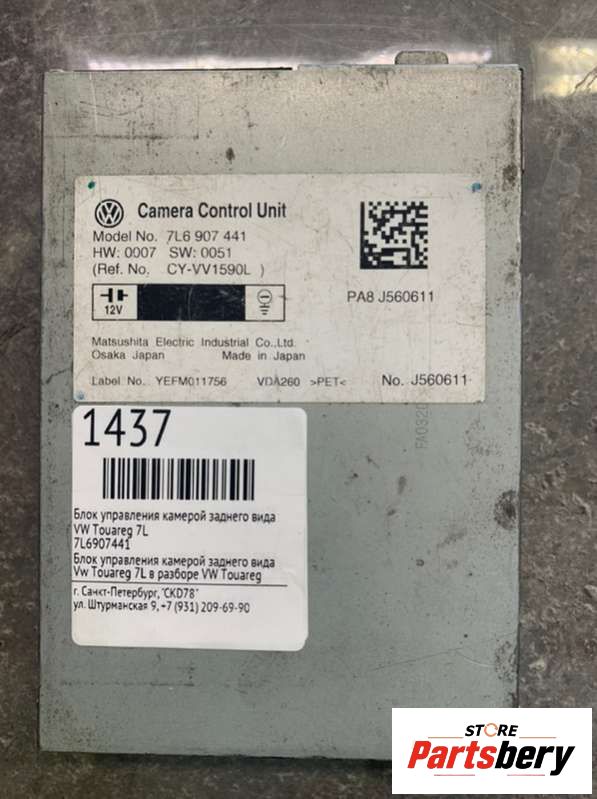 Camera Control Unit
Model No. 7L6 907 441
HW: 0007 SW: 0051
(Ref. No. CY-VV1590L )
PA8 J560611
12V
Matsushita Electric Industrial Co.,Ltd.
Osaka Japan Made in Japan
Label No. YEFM011756 VDA260 >PET< No. J560611
1437
Блок управления камерой заднего вида
VW Touareg 7L
7L6907441
Блок управления камерой заднего вида
Vw Touareg 7L в разборе VW Touareg
г. Санкт-Петербург, "СКD78"
ул. Штурманская 9, +7 (931) 209-69-90
STORE
Partsbery